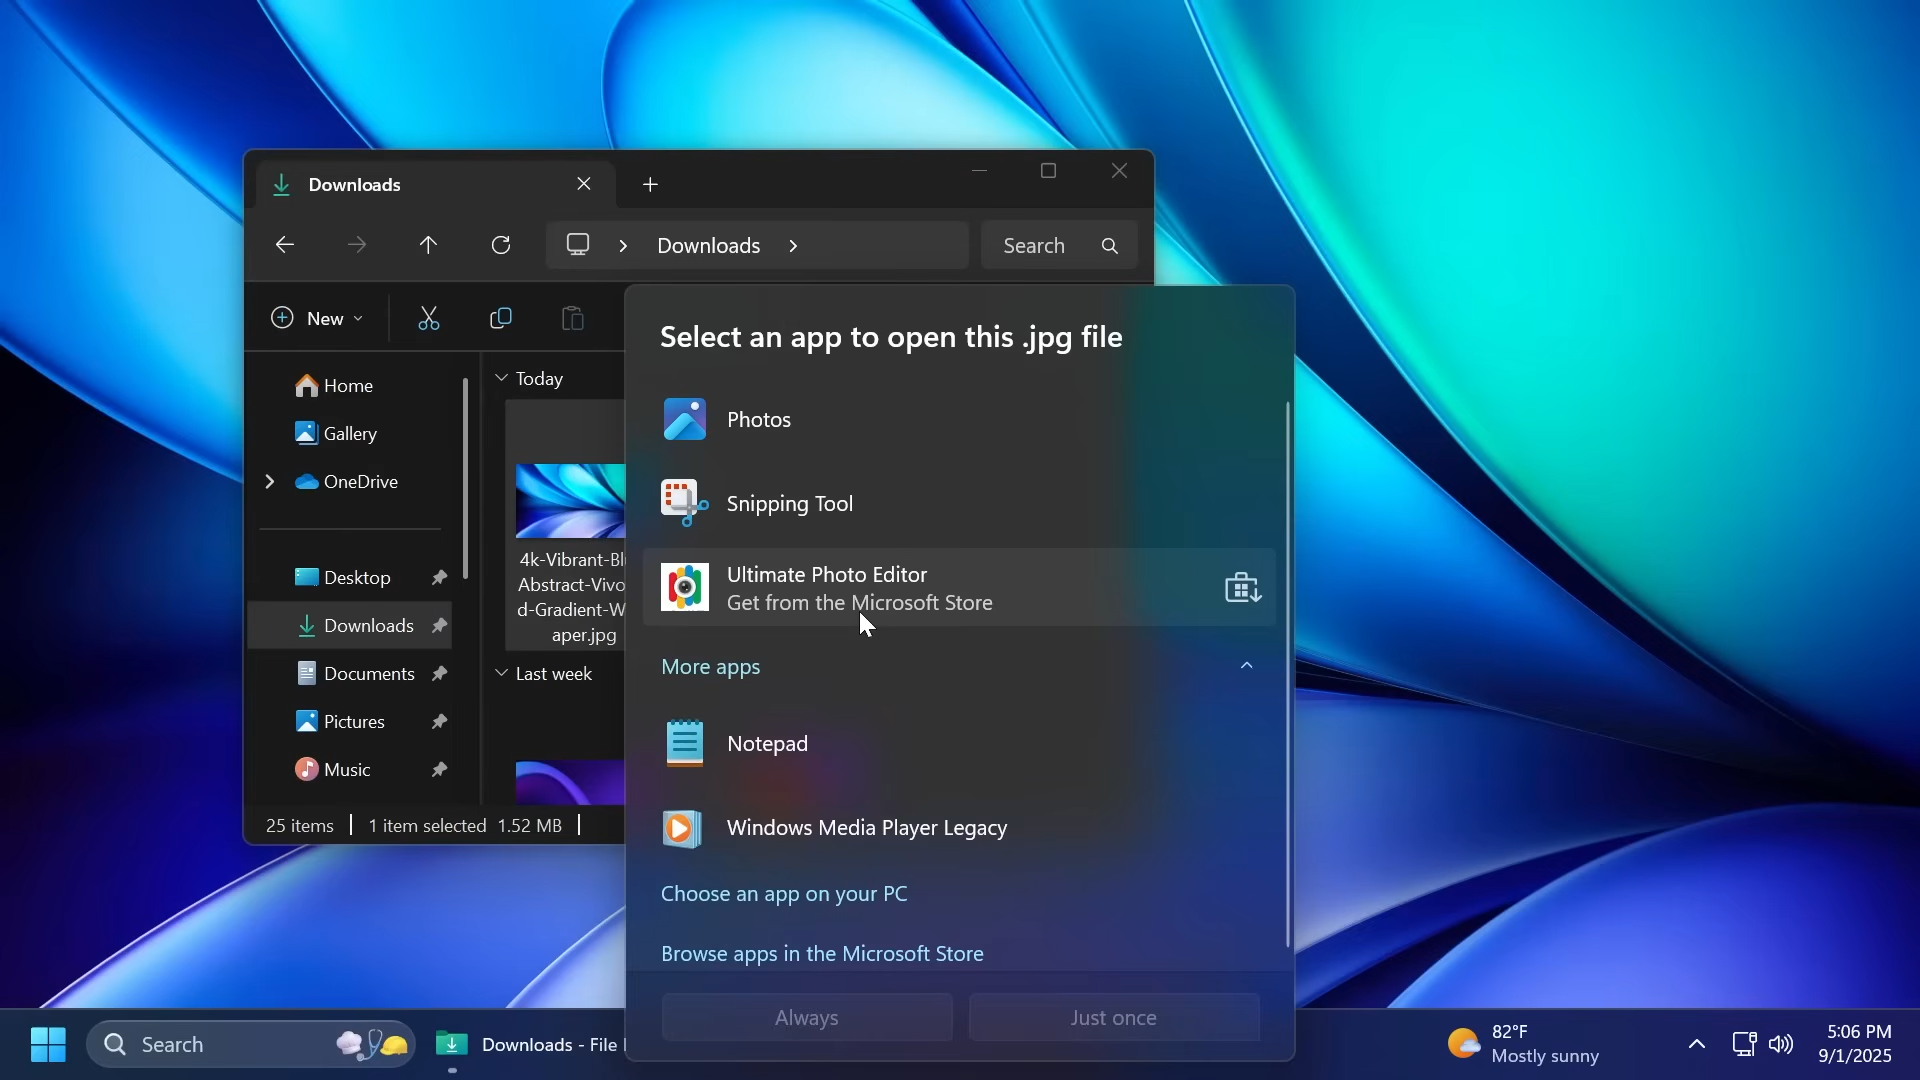 Downloads
Downloads
Search
New
Home
Gallery
OneDrive
Desktop
Downloads
Documents
Pictures
Music
Today
4k-Vibrant-Bl
Abstract-Vivo
d-Gradient-W
aper.jpg
Last week
25 items
1 item selected 1.52 MB
Select an app to open this .jpg file
Photos
Snipping Tool
Ultimate Photo Editor
Get from the Microsoft Store
More apps
Notepad
Windows Media Player Legacy
Choose an app on your PC
Browse apps in the Microsoft Store
Always
Just once
Search
Downloads - File
82°F
Mostly sunny
5:06 PM
9/1/2025